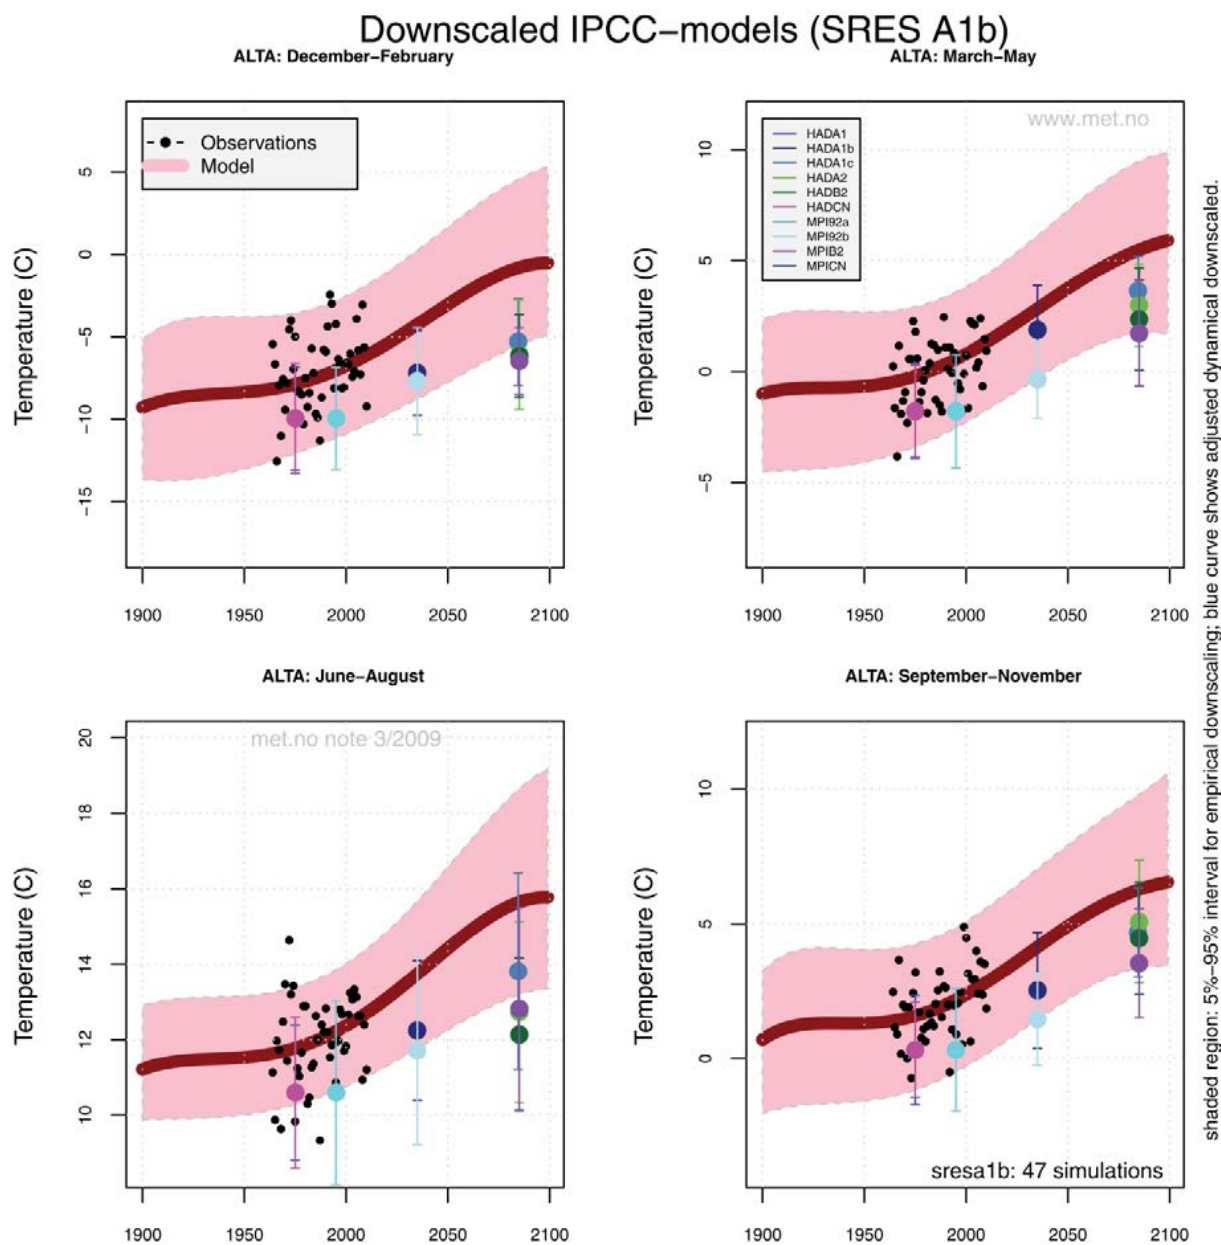 Downscaled IPCC−models (SRES A1b)
ALTA: December−February
Observations
Model
Temperature (C)
5
0
−5
−10
−15
1900 1950 2000 2050 2100
ALTA: March−May
www.met.no
HADA1
HADA1b
HADA1c
HADA2
HADB2
HADCN
MPI92a
MPI92b
MPIB2
MPICN
Temperature (C)
10
5
0
−5
1900 1950 2000 2050 2100
ALTA: June−August
met.no note 3/2009
Temperature (C)
20
18
16
14
12
10
1900 1950 2000 2050 2100
ALTA: September−November
Temperature (C)
10
5
0
sresa1b: 47 simulations
1900 1950 2000 2050 2100
shaded region: 5%−95% interval for empirical downscaling; blue curve shows adjusted dynamical downscaled.